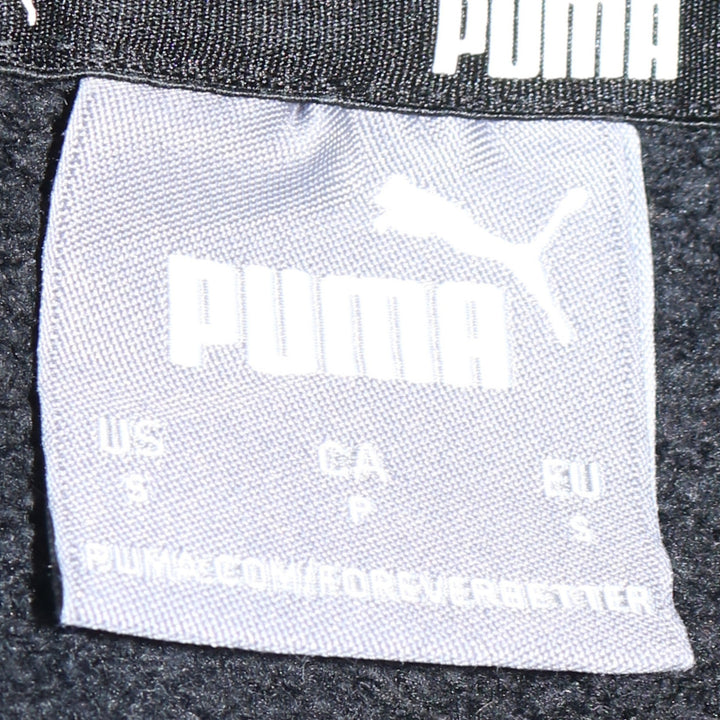 PUMA
PUMA
US CA EU
S P S
PUMA.COM/FOREVERBETTER